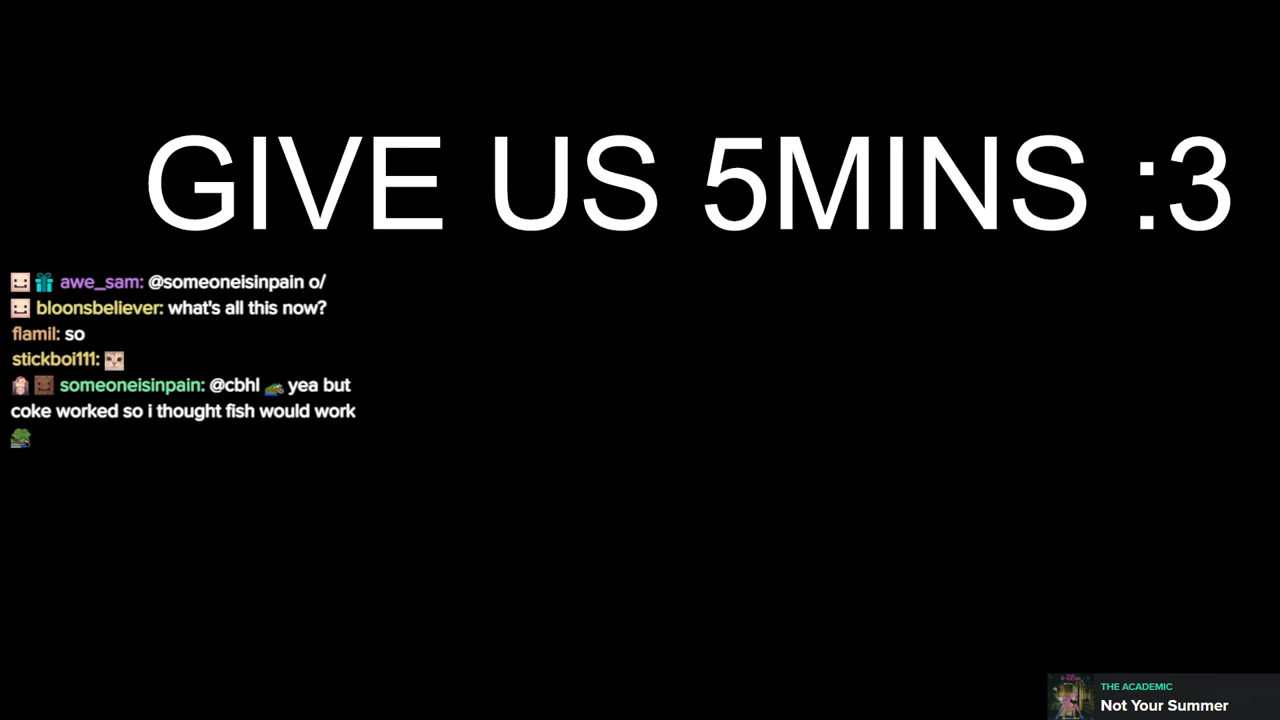 GIVE US 5MINS :3
awe_sam: @someoneisinpain o/
bloonsbeliever: what's all this now?
flamil: so
stickboi111:
someoneisinpain: @cbhl yea but
coke worked so i thought fish would work
THE ACADEMIC
Not Your Summer